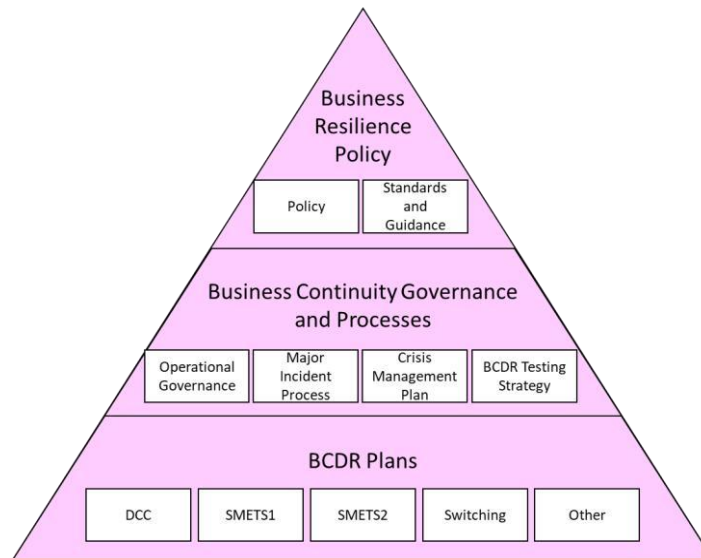 Business
Resilience
Policy
Policy
Standards
and
Guidance
Business Continuity Governance
and Processes
Operational
Governance
Major
Incident
Process
Crisis
Management
Plan
BCDR Testing
Strategy
BCDR Plans
DCC
SMETS1
SMETS2
Switching
Other